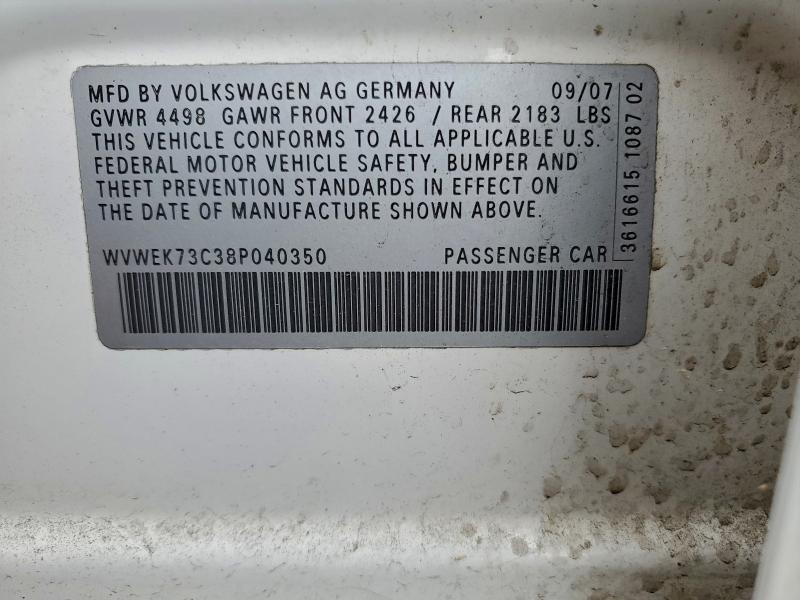 MFD BY VOLKSWAGEN AG GERMANY 09/07
GVWR 4498 GAWR FRONT 2426 / REAR 2183 LBS
THIS VEHICLE CONFORMS TO ALL APPLICABLE U.S.
FEDERAL MOTOR VEHICLE SAFETY, BUMPER AND
THEFT PREVENTION STANDARDS IN EFFECT ON
THE DATE OF MANUFACTURE SHOWN ABOVE.
WVWEK73C38P040350 PASSENGER CAR
3616615 1087 02